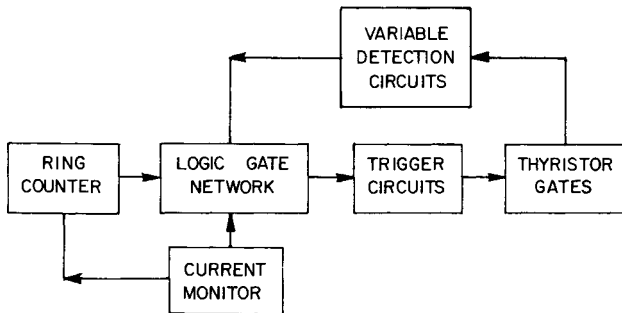 VARIABLE
DETECTION
CIRCUITS
RING
COUNTER
LOGIC GATE
NETWORK
TRIGGER
CIRCUITS
THYRISTOR
GATES
CURRENT
MONITOR